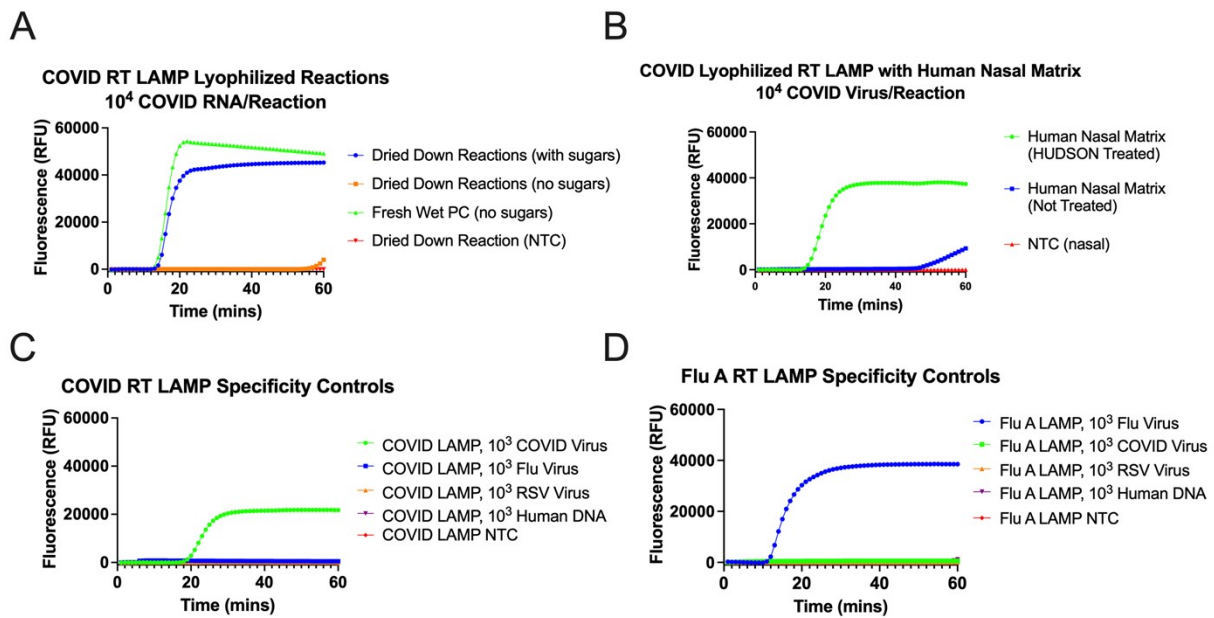 A
COVID RT LAMP Lyophilized Reactions
10⁴ COVID RNA/Reaction
Fluorescence (RFU)
60000
40000
20000
0
0
20
40
60
Time (mins)
Dried Down Reactions (with sugars)
Dried Down Reactions (no sugars)
Fresh Wet PC (no sugars)
Dried Down Reaction (NTC)
B
COVID Lyophilized RT LAMP with Human Nasal Matrix
10⁴ COVID Virus/Reaction
Fluorescence (RFU)
60000
40000
20000
0
0
20
40
60
Time (mins)
Human Nasal Matrix
(HUDSON Treated)
Human Nasal Matrix
(Not Treated)
NTC (nasal)
C
COVID RT LAMP Specificity Controls
Fluorescence (RFU)
60000
40000
20000
0
0
20
40
60
Time (mins)
COVID LAMP, 10³ COVID Virus
COVID LAMP, 10³ Flu Virus
COVID LAMP, 10³ RSV Virus
COVID LAMP, 10³ Human DNA
COVID LAMP NTC
D
Flu A RT LAMP Specificity Controls
Fluorescence (RFU)
60000
40000
20000
0
0
20
40
60
Time (mins)
Flu A LAMP, 10³ Flu Virus
Flu A LAMP, 10³ COVID Virus
Flu A LAMP, 10³ RSV Virus
Flu A LAMP, 10³ Human DNA
Flu A LAMP NTC